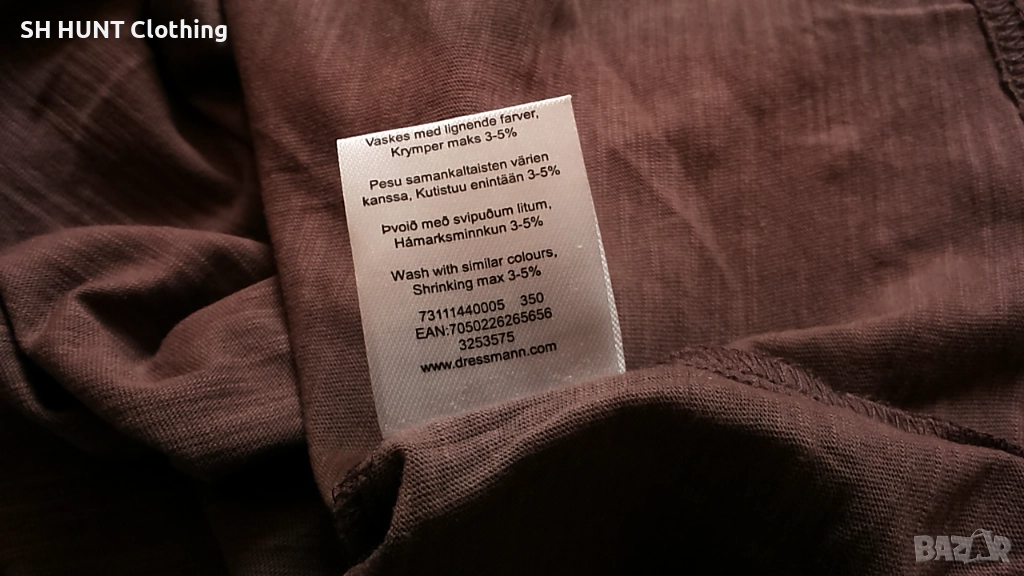 SH HUNT Clothing
Vaskes med lignende farver,
Krymper maks 3-5%
Pesu samankaltaisten värien
kanssa, Kutistuu enintään 3-5%
Þvoið með svipuðum litum,
Hámarksminnkun 3-5%
Wash with similar colours,
Shrinking max 3-5%
73111440005 350
EAN:7050226265656
3253575
www.dressmann.com
BAZAR